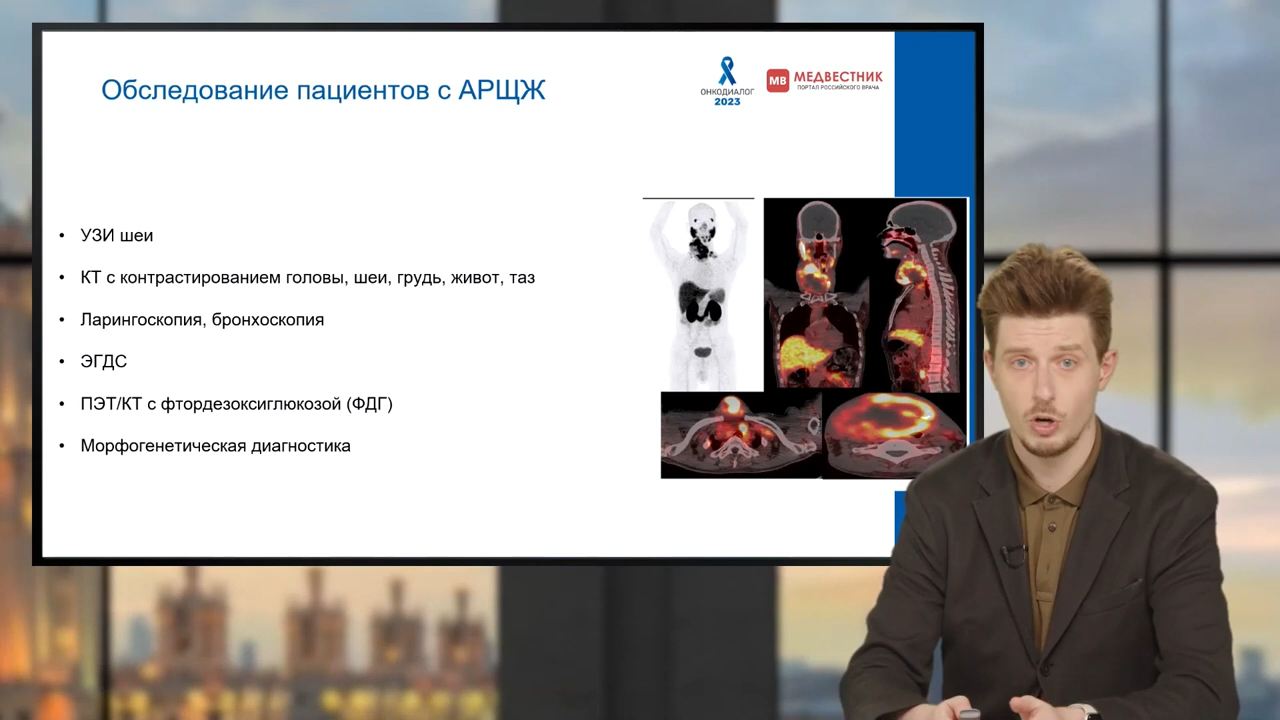 Обследование пациентов с АРЩЖ
ОНКОДИАЛОГ
2023
МВ МЕДВЕСТНИК
ПОРТАЛ РОССИЙСКОГО ВРАЧА
• УЗИ шеи
• КТ с контрастированием головы, шеи, грудь, живот, таз
• Ларингоскопия, бронхоскопия
• ЭГДС
• ПЭТ/КТ с фтордезоксиглюкозой (ФДГ)
• Морфогенетическая диагностика